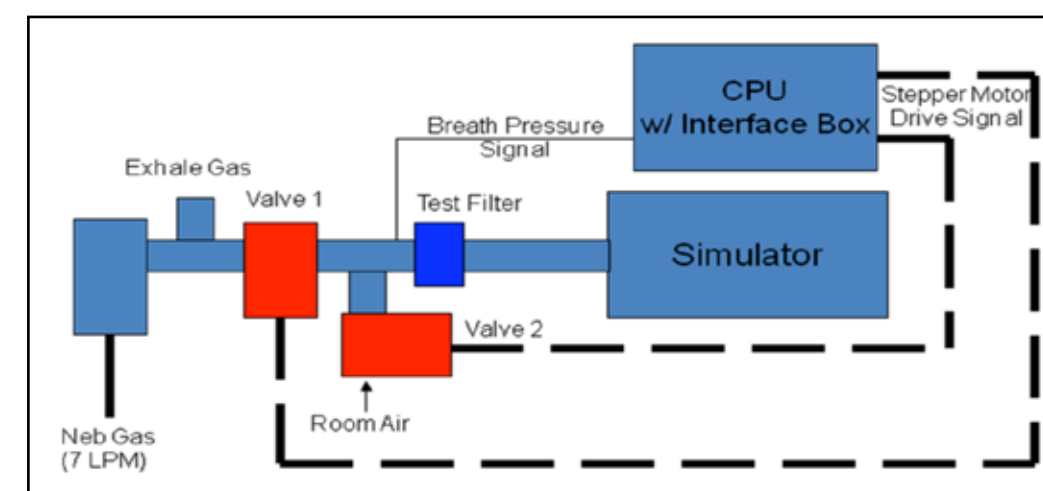 CPU
w/ Interface Box
Stepper Motor
Drive Signal
Breath Pressure
Signal
Exhale Gas
Valve 1
Test Filter
Simulator
Valve 2
Room Air
Neb Gas
(7 LPM)